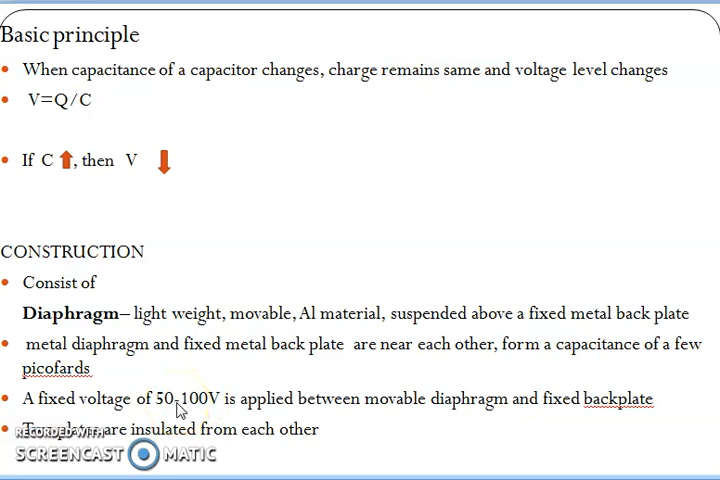 Basic principle
• When capacitance of a capacitor changes, charge remains same and voltage level changes
• V=Q/C
• If C ⬆, then V ⬇
CONSTRUCTION
• Consist of
Diaphragm– light weight, movable, Al material, suspended above a fixed metal back plate
• metal diaphragm and fixed metal back plate are near each other, form a capacitance of a few
picofards
• A fixed voltage of 50-100V is applied between movable diaphragm and fixed backplate
• are insulated from each other
RECORDED WITH
SCREENCAST MATIC